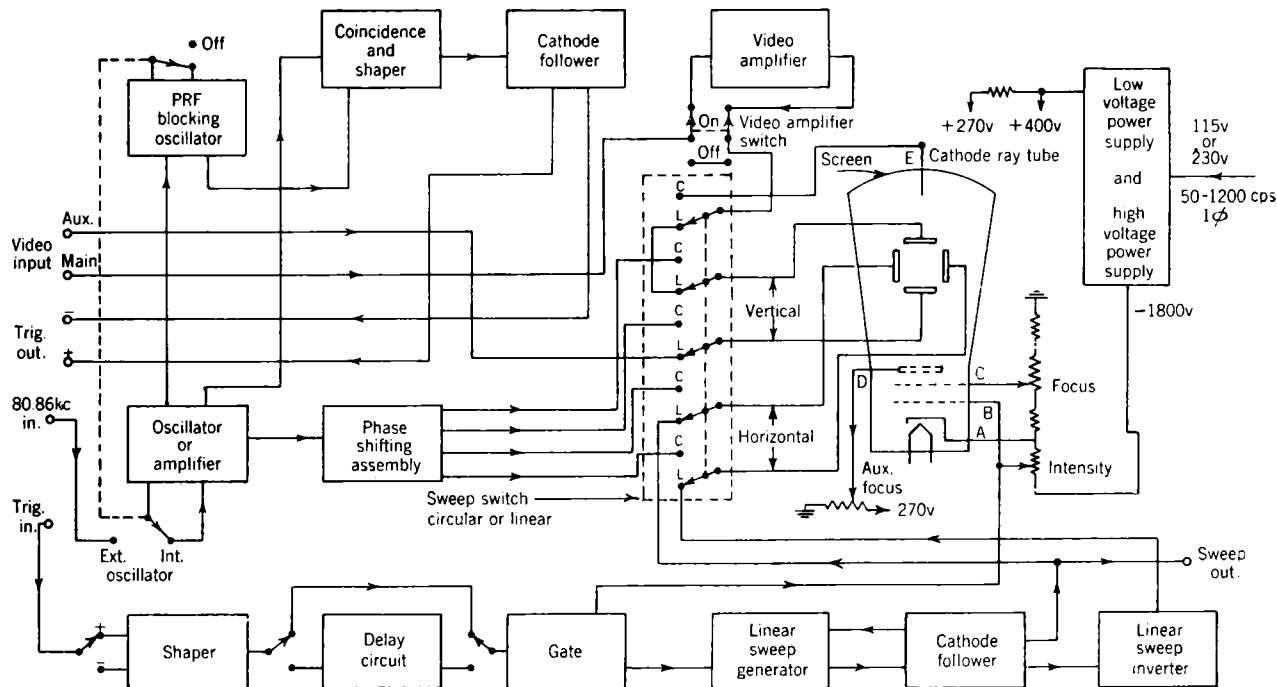 Off
PRF
blocking
oscillator
Coincidence
and
shaper
Cathode
follower
Video
amplifier
On
Video amplifier
switch
Off
Screen
E
Cathode ray tube
+270v
+400v
Low
voltage
power
supply
and
high
voltage
power
supply
115v
or
230v
50-1200 cps
1ϕ
-1800v
Aux.
Video
input
Main
Trig.
out.
-
+
80.86kc
in.
Oscillator
or
amplifier
Phase
shifting
assembly
C
L
C
L
C
L
C
L
C
L
Vertical
Horizontal
Sweep switch
circular or linear
D
C
B
A
Focus
Intensity
Aux.
focus
270v
Trig.
in.
Ext.
Int.
oscillator
Sweep
out.
+
-
Shaper
Delay
circuit
Gate
Linear
sweep
generator
Cathode
follower
Linear
sweep
inverter